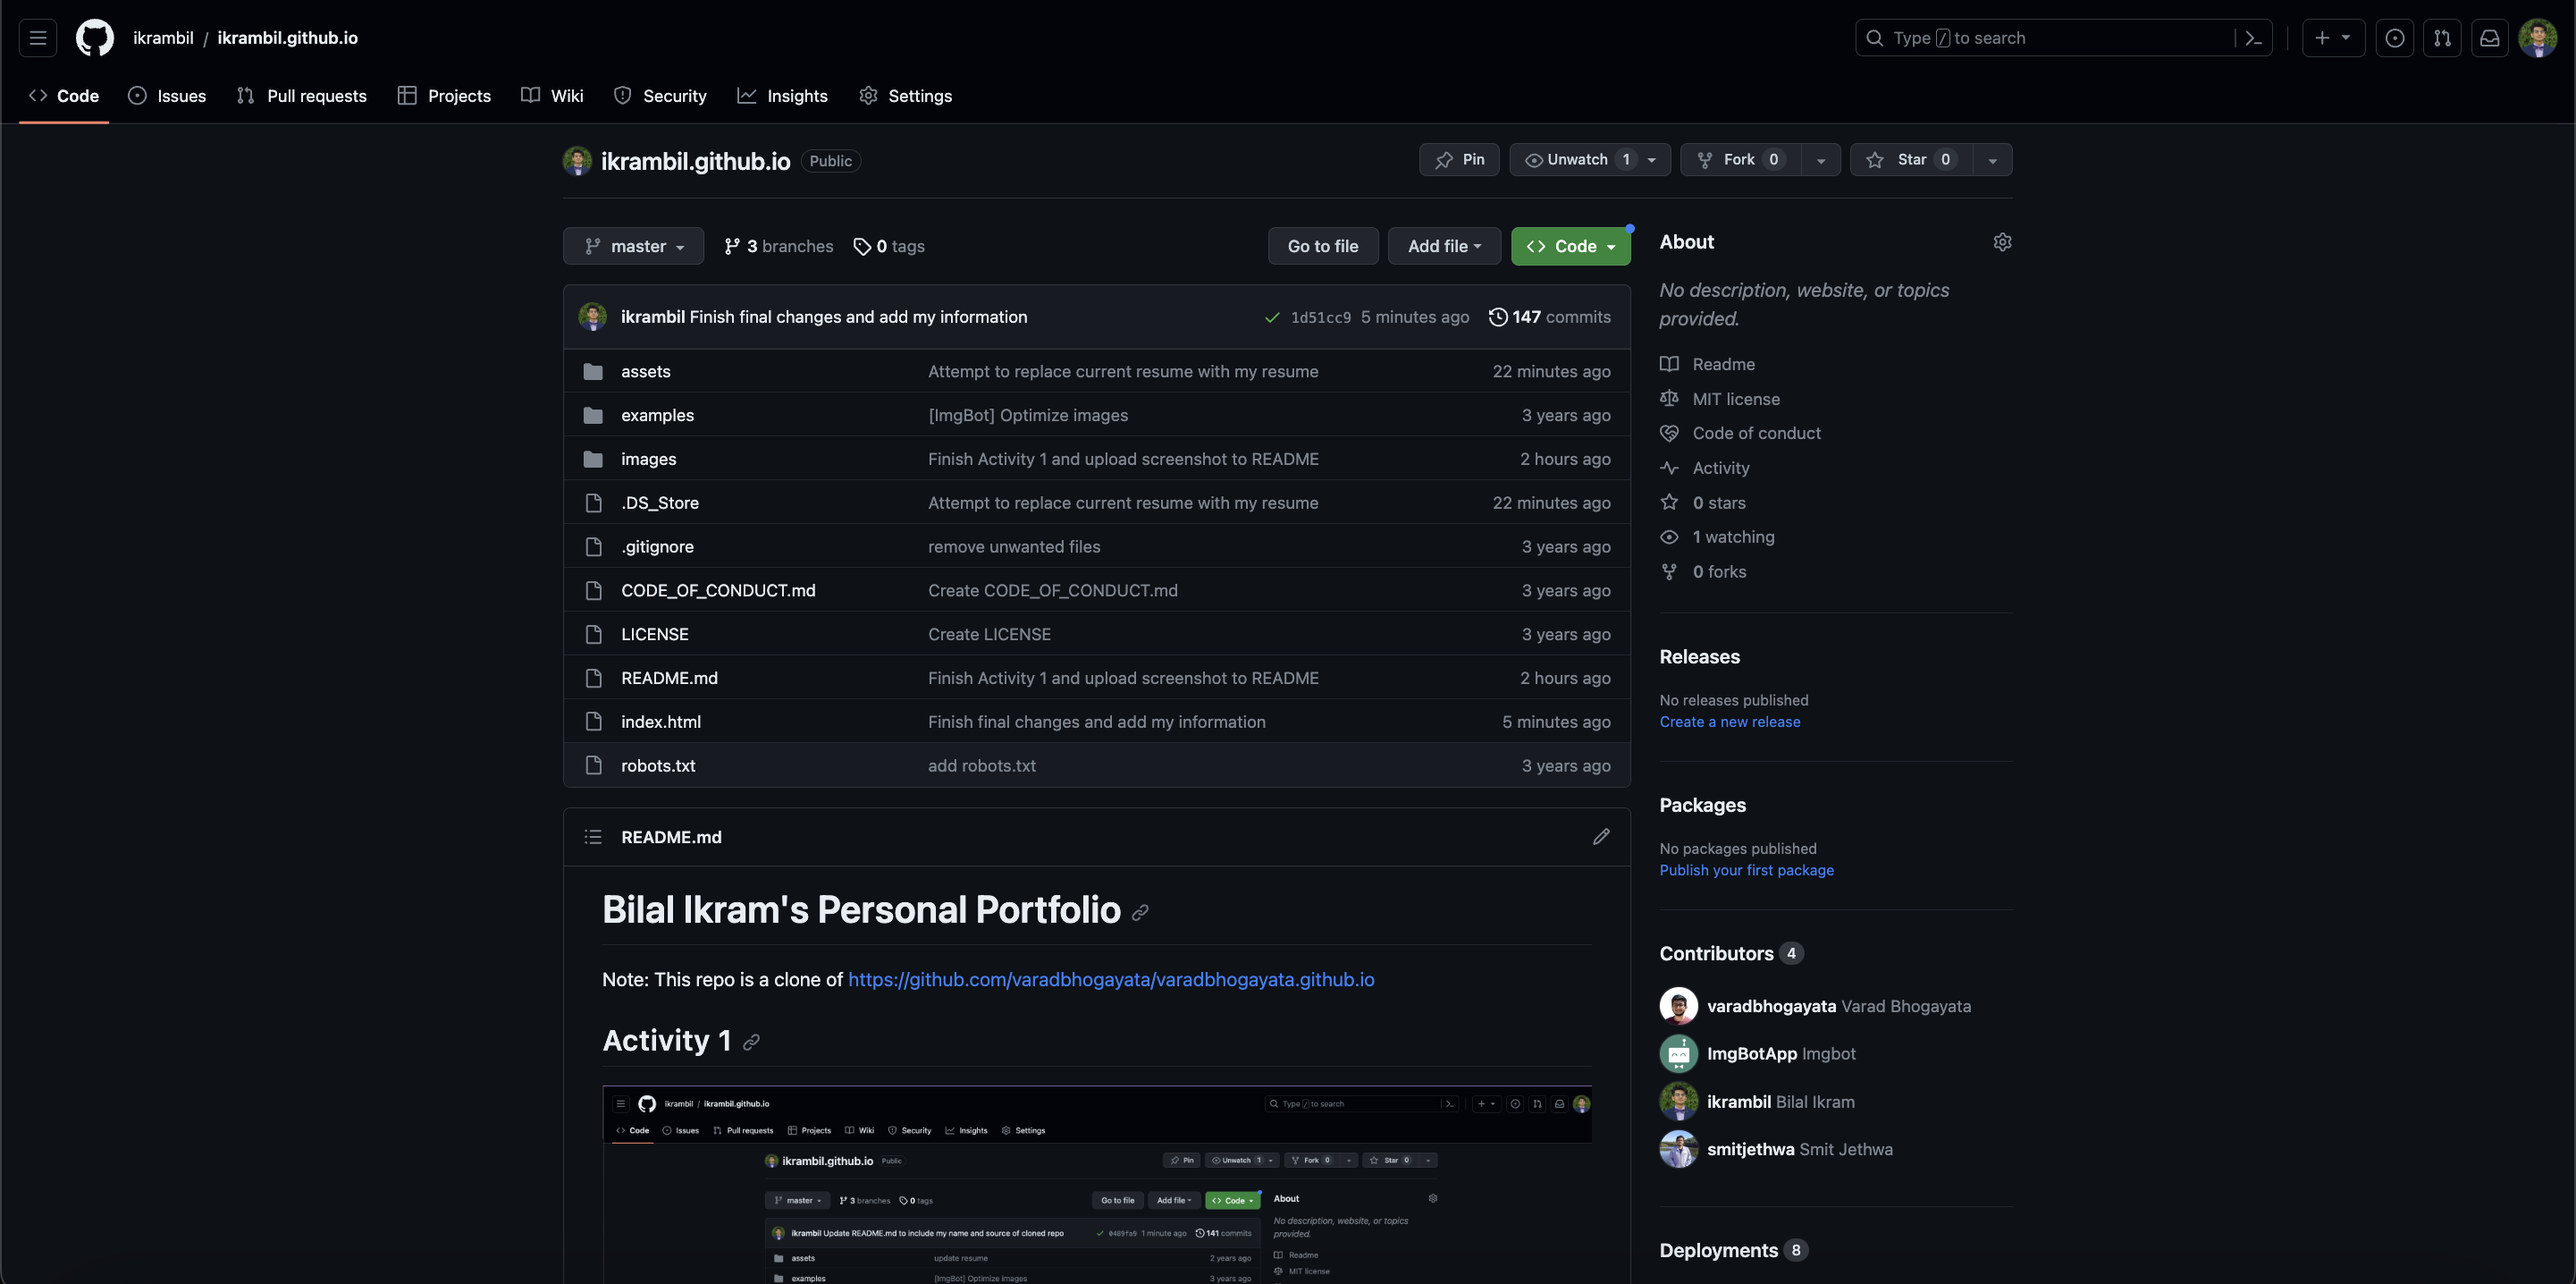 ikrambil / ikrambil.github.io
Type / to search
Code Issues Pull requests Projects Wiki Security Insights Settings
ikrambil.github.io Public
Pin Unwatch 1 Fork 0 Star 0
master 3 branches 0 tags Go to file Add file Code
ikrambil Finish final changes and add my information 1d51cc9 5 minutes ago 147 commits
assets Attempt to replace current resume with my resume 22 minutes ago
examples [ImgBot] Optimize images 3 years ago
images Finish Activity 1 and upload screenshot to README 2 hours ago
.DS_Store Attempt to replace current resume with my resume 22 minutes ago
.gitignore remove unwanted files 3 years ago
CODE_OF_CONDUCT.md Create CODE_OF_CONDUCT.md 3 years ago
LICENSE Create LICENSE 3 years ago
README.md Finish Activity 1 and upload screenshot to README 2 hours ago
index.html Finish final changes and add my information 5 minutes ago
robots.txt add robots.txt 3 years ago
README.md
Bilal Ikram's Personal Portfolio
Note: This repo is a clone of https://github.com/varadbhogayata/varadbhogayata.github.io
Activity 1
ikrambil / ikrambil.github.io
Type / to search
Code Issues Pull requests Projects Wiki Security Insights Settings
ikrambil.github.io Public
Pin Unwatch 1 Fork 0 Star 0
master 3 branches 0 tags Go to file Add file Code
ikrambil Update README.md to include my name and source of cloned repo 0489fa9 1 minute ago 141 commits
assets update resume 2 years ago
examples [ImgBot] Optimize images 3 years ago
About
No description, website, or topics
provided.
Readme
MIT license
About
No description, website, or topics
provided.
Readme
MIT license
Code of conduct
Activity
0 stars
1 watching
0 forks
Releases
No releases published
Create a new release
Packages
No packages published
Publish your first package
Contributors 4
varadbhogayata Varad Bhogayata
ImgBotApp Imgbot
ikrambil Bilal Ikram
smitjethwa Smit Jethwa
Deployments 8